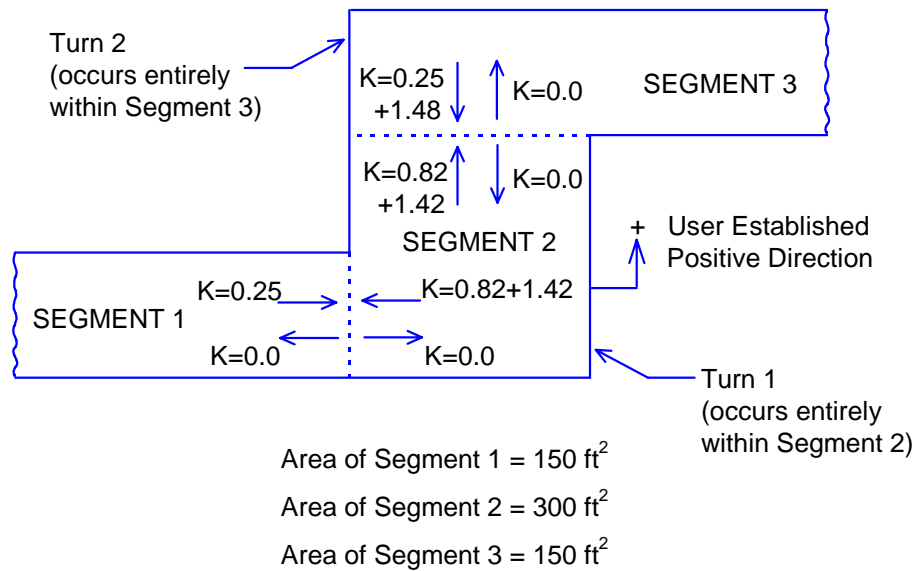 Turn 2
(occurs entirely
within Segment 3)
K=0.25
+1.48
K=0.0
SEGMENT 3
K=0.82
+1.42
K=0.0
SEGMENT 2
+ User Established
Positive Direction
K=0.25
K=0.82+1.42
SEGMENT 1
K=0.0
K=0.0
Turn 1
(occurs entirely
within Segment 2)
Area of Segment 1 = 150 ft²
Area of Segment 2 = 300 ft²
Area of Segment 3 = 150 ft²